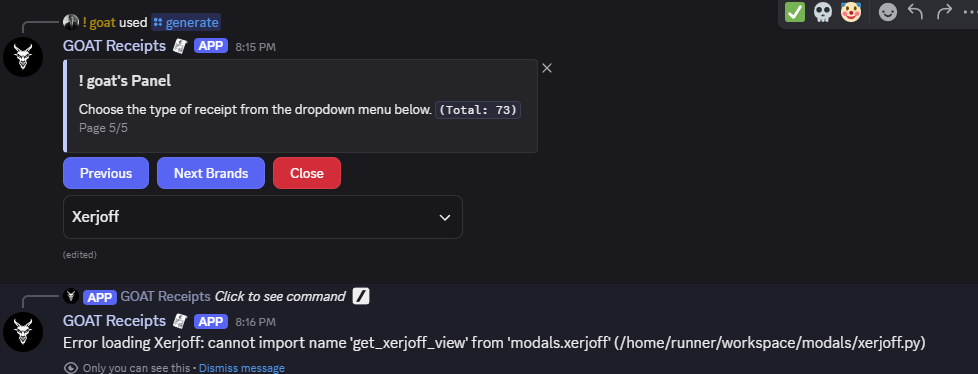 ! goat used generate
GOAT Receipts APP 8:15 PM
! goat's Panel
Choose the type of receipt from the dropdown menu below. (Total: 73)
Page 5/5
Previous Next Brands Close
Xerjoff
(edited)
APP GOAT Receipts Click to see command
GOAT Receipts APP 8:16 PM
Error loading Xerjoff: cannot import name 'get_xerjoff_view' from 'modals.xerjoff' (/home/runner/workspace/modals/xerjoff.py)
Only you can see this • Dismiss message